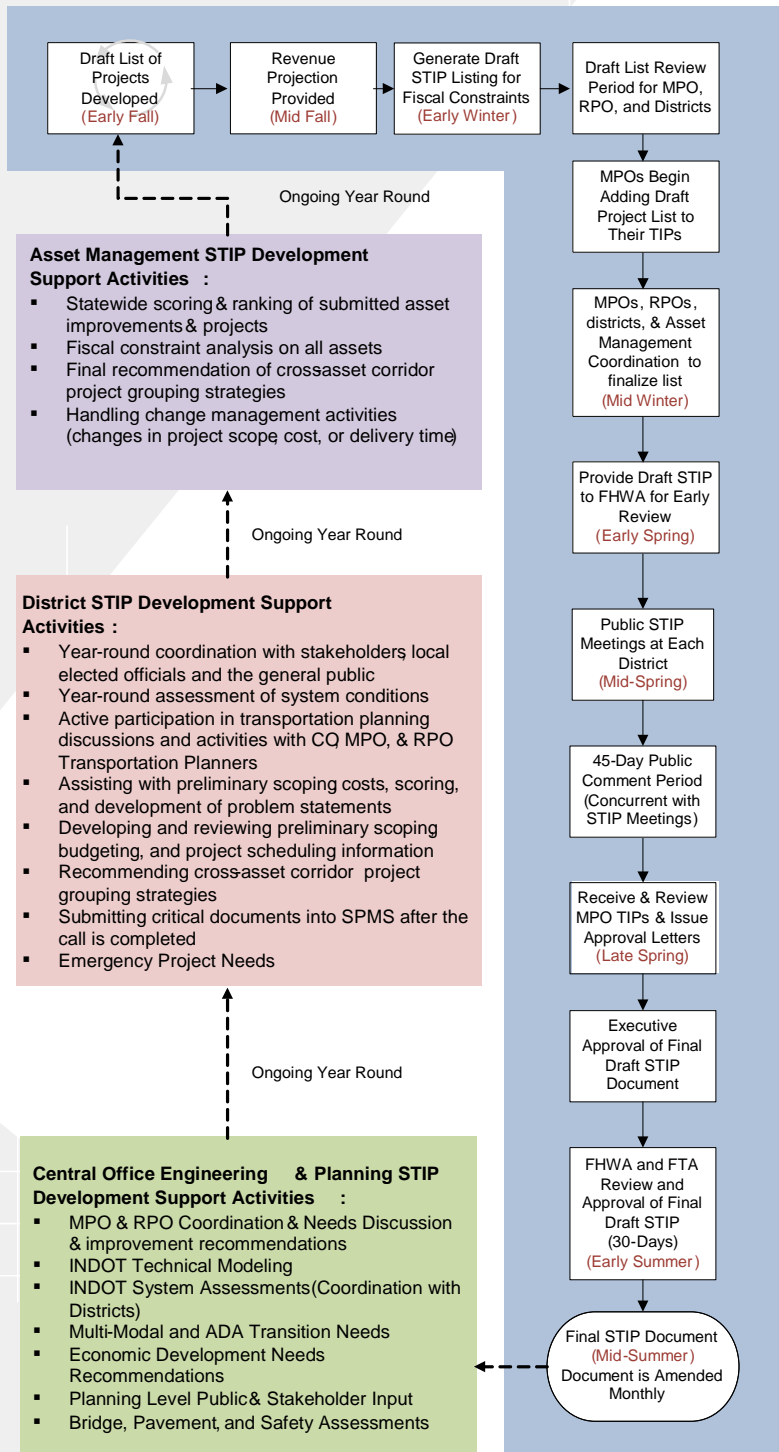 Draft List of
Projects
Developed
(Early Fall)
Revenue
Projection
Provided
(Mid Fall)
Generate Draft
STIP Listing for
Fiscal Constraints
(Early Winter)
Draft List Review
Period for MPO,
RPO, and Districts
MPOs Begin
Adding Draft
Project List to
Their TIPs
MPOs, RPOs,
districts, & Asset
Management
Coordination to
finalize list
(Mid Winter)
Provide Draft STIP
to FHWA for Early
Review
(Early Spring)
Public STIP
Meetings at Each
District
(Mid-Spring)
45-Day Public
Comment Period
(Concurrent with
STIP Meetings)
Receive & Review
MPO TIPs & Issue
Approval Letters
(Late Spring)
Executive
Approval of Final
Draft STIP
Document
FHWA and FTA
Review and
Approval of Final
Draft STIP
(30-Days)
(Early Summer)
Final STIP Document
(Mid-Summer)
Document is Amended
Monthly
Ongoing Year Round
Asset Management STIP Development
Support Activities :
▪ Statewide scoring & ranking of submitted asset
improvements & projects
▪ Fiscal constraint analysis on all assets
▪ Final recommendation of cross-asset corridor
project grouping strategies
▪ Handling change management activities
(changes in project scope, cost, or delivery time)
Ongoing Year Round
District STIP Development Support
Activities :
▪ Year-round coordination with stakeholders, local
elected officials and the general public
▪ Year-round assessment of system conditions
▪ Active participation in transportation planning
discussions and activities with CO, MPO, & RPO
Transportation Planners
▪ Assisting with preliminary scoping costs, scoring,
and development of problem statements
▪ Developing and reviewing preliminary scoping
budgeting, and project scheduling information
▪ Recommending cross-asset corridor project
grouping strategies
▪ Submitting critical documents into SPMS after the
call is completed
▪ Emergency Project Needs
Ongoing Year Round
Central Office Engineering & Planning STIP
Development Support Activities :
▪ MPO & RPO Coordination & Needs Discussion
& improvement recommendations
▪ INDOT Technical Modeling
▪ INDOT System Assessments (Coordination with
Districts)
▪ Multi-Modal and ADA Transition Needs
▪ Economic Development Needs
Recommendations
▪ Planning Level Public & Stakeholder Input
▪ Bridge, Pavement, and Safety Assessments